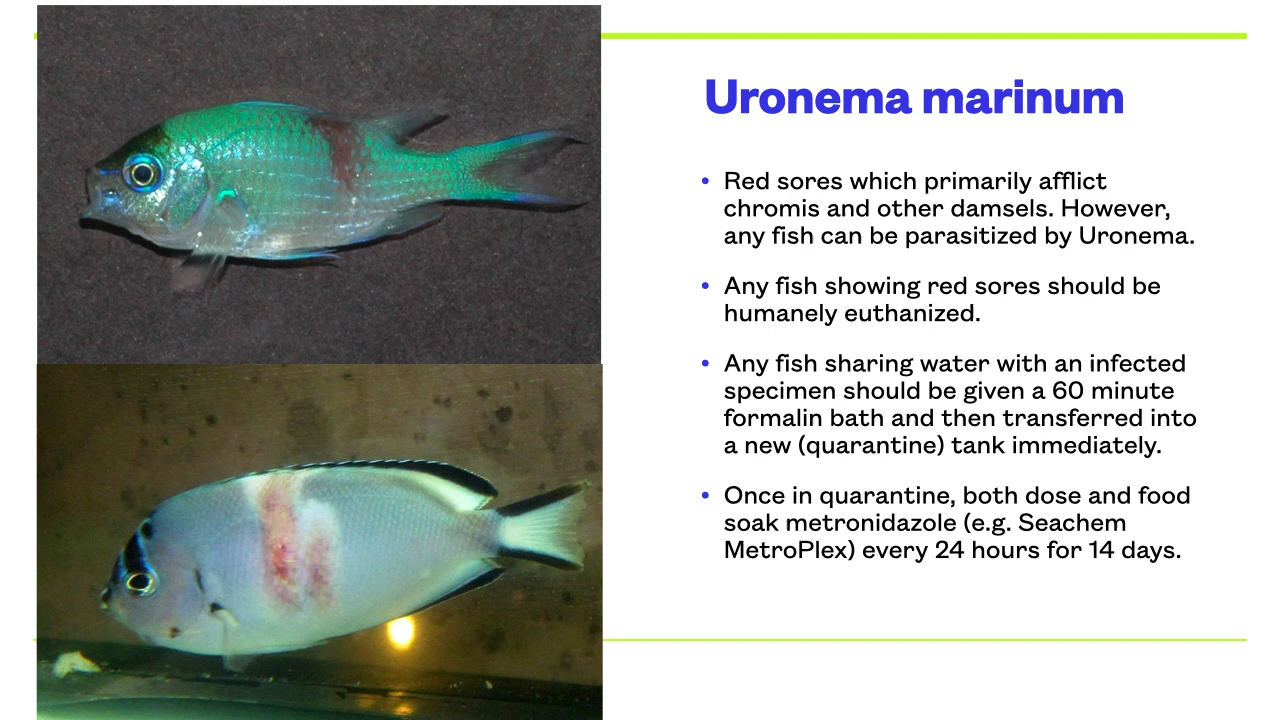 Uronema marinum
• Red sores which primarily afflict
chromis and other damsels. However,
any fish can be parasitized by Uronema.
• Any fish showing red sores should be
humanely euthanized.
• Any fish sharing water with an infected
specimen should be given a 60 minute
formalin bath and then transferred into
a new (quarantine) tank immediately.
• Once in quarantine, both dose and food
soak metronidazole (e.g. Seachem
MetroPlex) every 24 hours for 14 days.